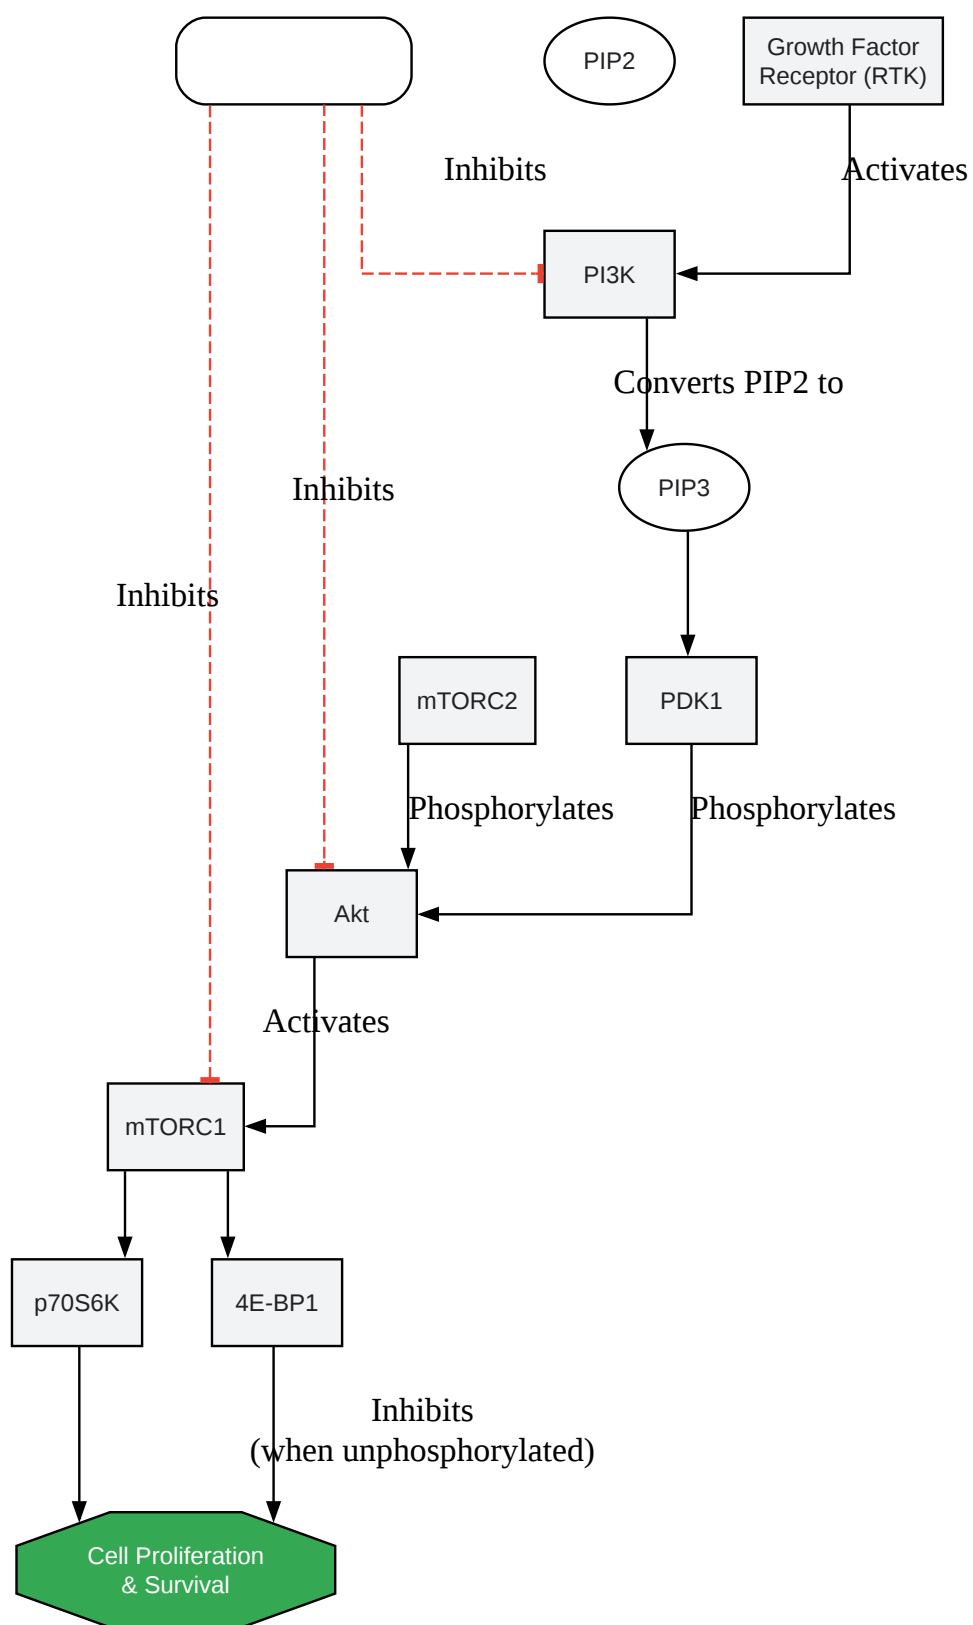 PIP2
Growth Factor
Receptor (RTK)
Inhibits
Activates
PI3K
Converts PIP2 to
PIP3
Inhibits
Inhibits
mTORC2
PDK1
Phosphorylates
Phosphorylates
Akt
Activates
mTORC1
p70S6K
4E-BP1
Inhibits
(when unphosphorylated)
Cell Proliferation
& Survival